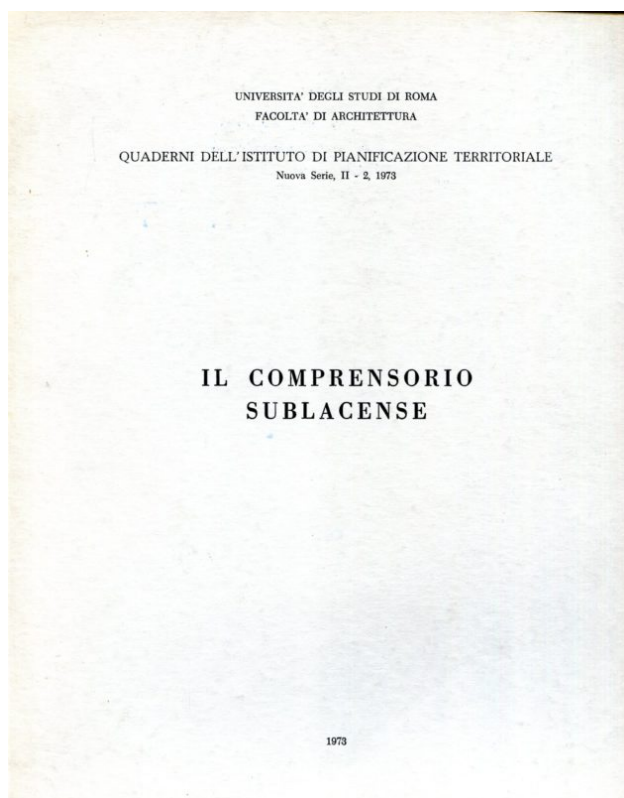 UNIVERSITA' DEGLI STUDI DI ROMA
FACOLTA' DI ARCHITETTURA
QUADERNI DELL'ISTITUTO DI PIANIFICAZIONE TERRITORIALE
Nuova Serie, II - 2, 1973
IL COMPRENSORIO
SUBLACENSE
1973